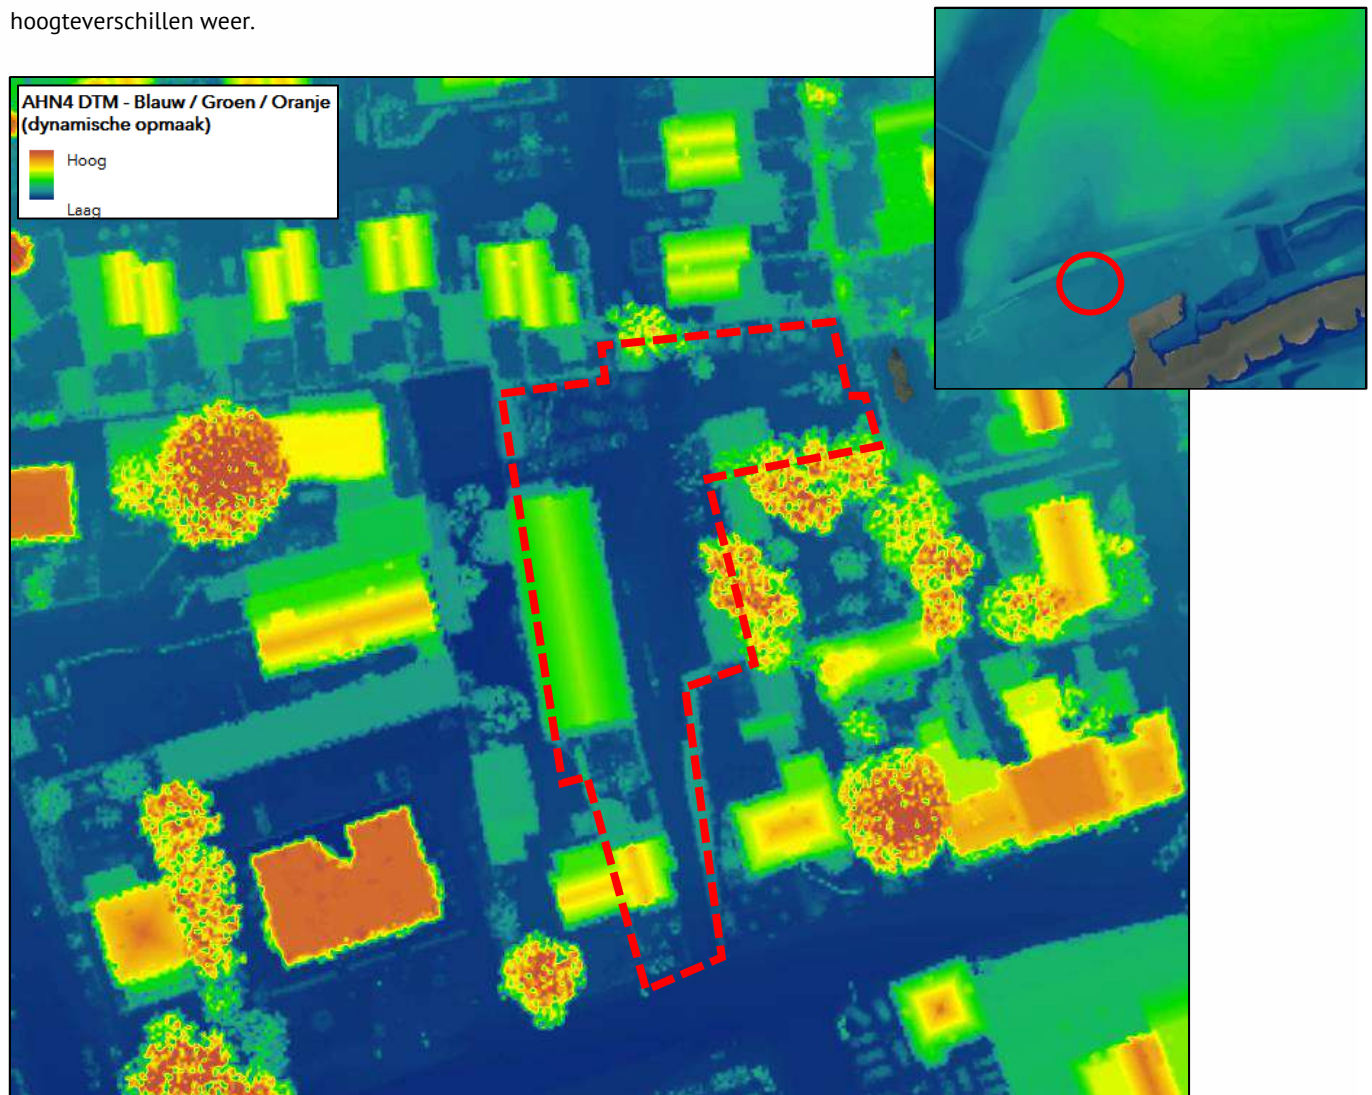 hoogteverschillen weer.
AHN4 DTM - Blauw / Groen / Oranje
(dynamische opmaak)
Hoog
Laag